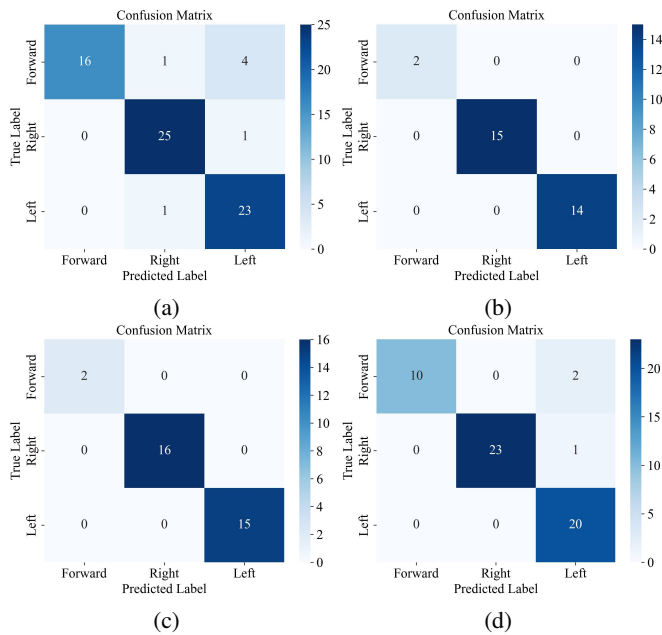 Confusion Matrix
25
Forward
16 1 4
20
15
True Label
Right
0 25 1
10
5
Left
0 1 23
0
Forward Right Left
Predicted Label
(a)
Confusion Matrix
14
Forward
2 0 0
12
10
True Label
Right
0 15 0
8
6
4
Left
0 0 14
2
0
Forward Right Left
Predicted Label
(b)
Confusion Matrix
16
Forward
2 0 0
14
12
10
True Label
Right
0 16 0
8
6
4
Left
0 0 15
2
0
Forward Right Left
Predicted Label
(c)
Confusion Matrix
Forward
10 0 2
20
15
True Label
Right
0 23 1
10
5
Left
0 0 20
0
Forward Right Left
Predicted Label
(d)